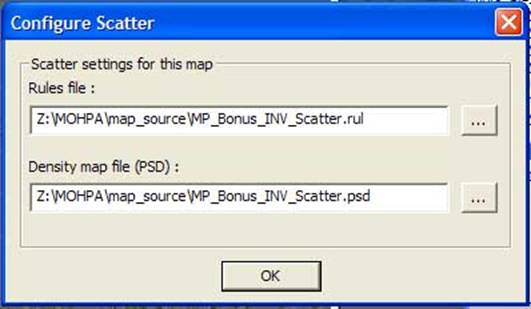 Configure Scatter
Scatter settings for this map
Rules file :
Z:\MOHPA\map_source\MP_Bonus_INV_Scatter.rul
...
Density map file (PSD) :
Z:\MOHPA\map_source\MP_Bonus_INV_Scatter.psd
...
OK